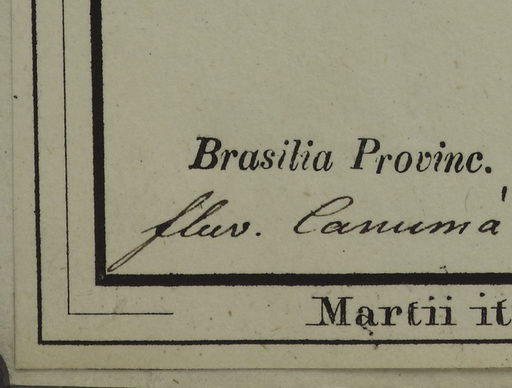 Brasilia Provinc.
fluv. Canumá
Martii it